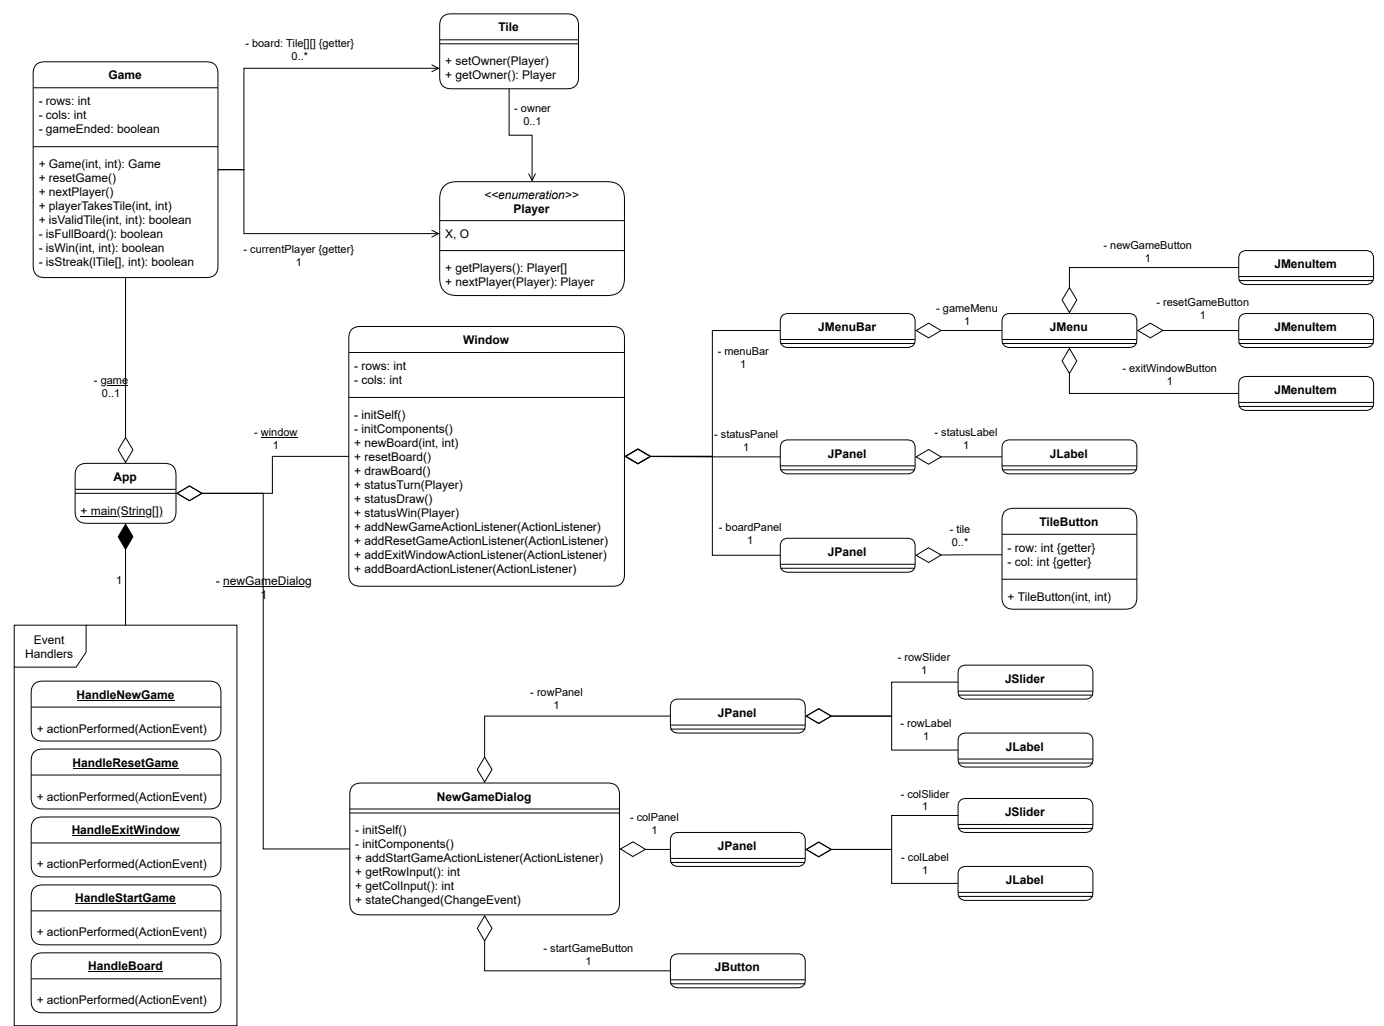 Game
- rows: int
- cols: int
- gameEnded: boolean
+ Game(int, int): Game
+ resetGame()
+ nextPlayer()
+ playerTakesTile(int, int)
+ isValidTile(int, int): boolean
- isFullBoard(): boolean
- isWin(int, int): boolean
- isStreak(lTile[], int): boolean
- board: Tile[][] {getter}
0..*
Tile
+ setOwner(Player)
+ getOwner(): Player
- owner
0..1
<<enumeration>>
Player
X, O
+ getPlayers(): Player[]
+ nextPlayer(Player): Player
- currentPlayer {getter}
1
- game
0..1
App
+ main(String[])
- window
1
- newGameDialog
1
1
Window
- rows: int
- cols: int
- initSelf()
- initComponents()
+ newBoard(int, int)
+ resetBoard()
+ drawBoard()
+ statusTurn(Player)
+ statusDraw()
+ statusWin(Player)
+ addNewGameActionListener(ActionListener)
+ addResetGameActionListener(ActionListener)
+ addExitWindowActionListener(ActionListener)
+ addBoardActionListener(ActionListener)
- menuBar
1
JMenuBar
- gameMenu
1
JMenu
- newGameButton
1
JMenuItem
- resetGameButton
1
JMenuItem
- exitWindowButton
1
JMenuItem
- statusPanel
1
JPanel
- statusLabel
1
JLabel
- boardPanel
1
JPanel
- tile
0..*
TileButton
- row: int {getter}
- col: int {getter}
+ TileButton(int, int)
Event
Handlers
HandleNewGame
+ actionPerformed(ActionEvent)
HandleResetGame
+ actionPerformed(ActionEvent)
HandleExitWindow
+ actionPerformed(ActionEvent)
HandleStartGame
+ actionPerformed(ActionEvent)
HandleBoard
+ actionPerformed(ActionEvent)
NewGameDialog
- initSelf()
- initComponents()
+ addStartGameActionListener(ActionListener)
+ getRowInput(): int
+ getColInput(): int
+ stateChanged(ChangeEvent)
- rowPanel
1
JPanel
- rowSlider
1
JSlider
- rowLabel
1
JLabel
- colPanel
1
JPanel
- colSlider
1
JSlider
- colLabel
1
JLabel
- startGameButton
1
JButton